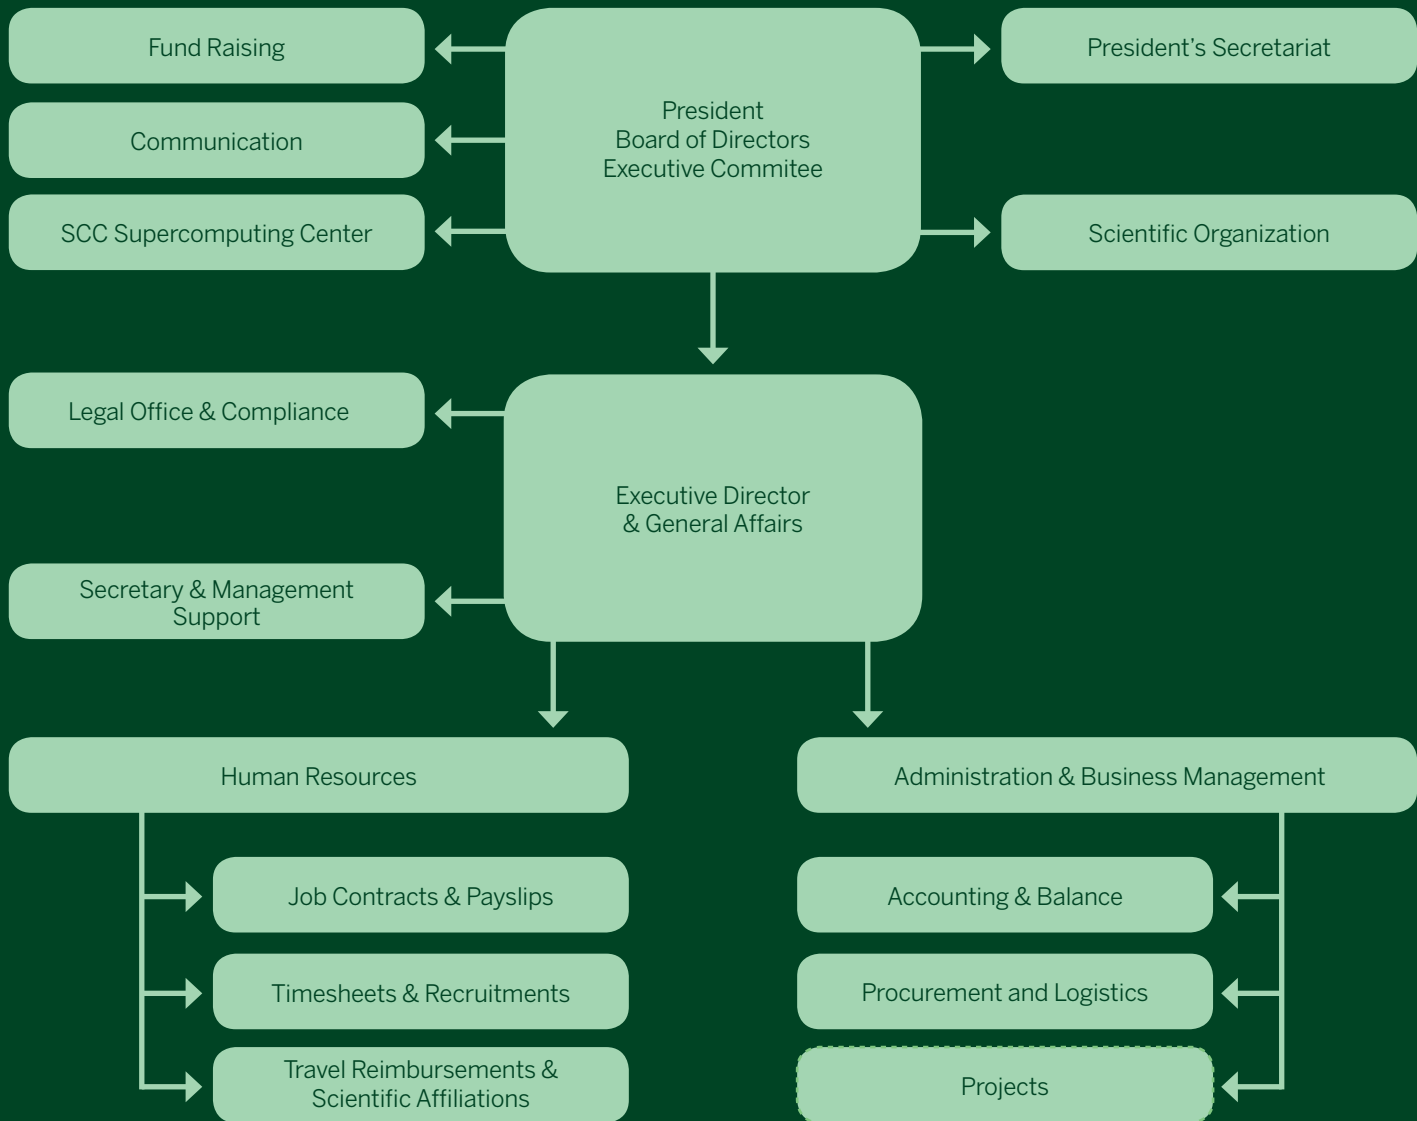 Fund Raising
President’s Secretariat
President
Board of Directors
Executive Commitee
Communication
SCC Supercomputing Center
Scientific Organization
Legal Office & Compliance
Executive Director
& General Affairs
Secretary & Management
Support
Human Resources
Administration & Business Management
Job Contracts & Payslips
Accounting & Balance
Timesheets & Recruitments
Procurement and Logistics
Travel Reimbursements &
Scientific Affiliations
Projects